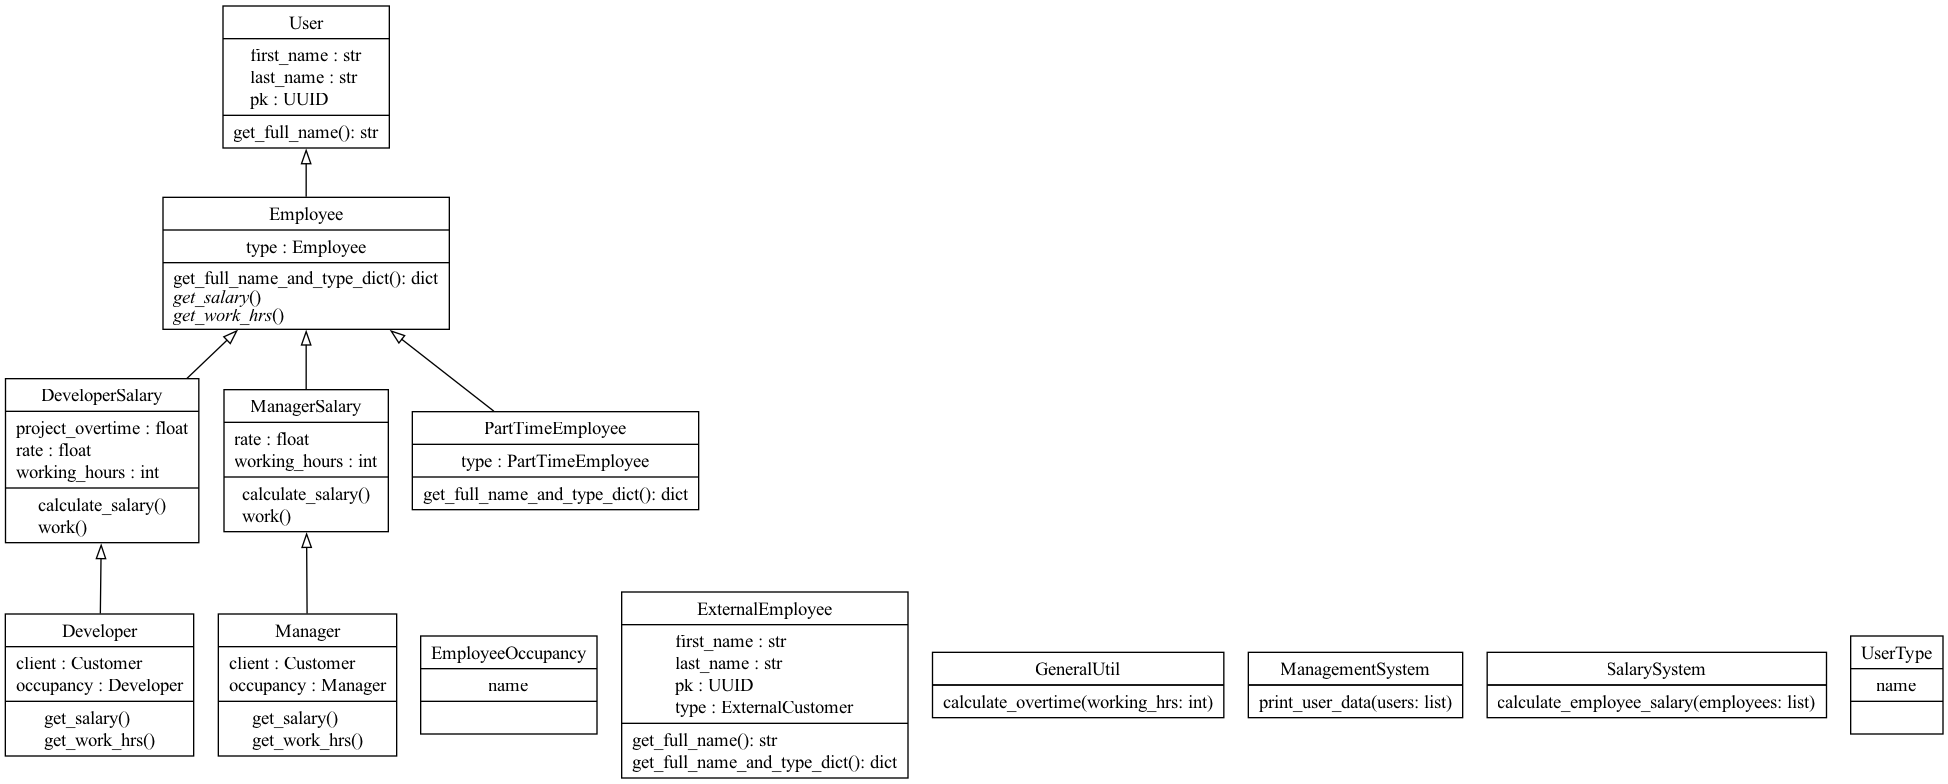 User
first_name : str
last_name : str
pk : UUID
get_full_name(): str
Employee
type : Employee
get_full_name_and_type_dict(): dict
get_salary()
get_work_hrs()
DeveloperSalary
project_overtime : float
rate : float
working_hours : int
calculate_salary()
work()
ManagerSalary
rate : float
working_hours : int
calculate_salary()
work()
PartTimeEmployee
type : PartTimeEmployee
get_full_name_and_type_dict(): dict
Developer
client : Customer
occupancy : Developer
get_salary()
get_work_hrs()
Manager
client : Customer
occupancy : Manager
get_salary()
get_work_hrs()
EmployeeOccupancy
name
ExternalEmployee
first_name : str
last_name : str
pk : UUID
type : ExternalCustomer
get_full_name(): str
get_full_name_and_type_dict(): dict
GeneralUtil
calculate_overtime(working_hrs: int)
ManagementSystem
print_user_data(users: list)
SalarySystem
calculate_employee_salary(employees: list)
UserType
name